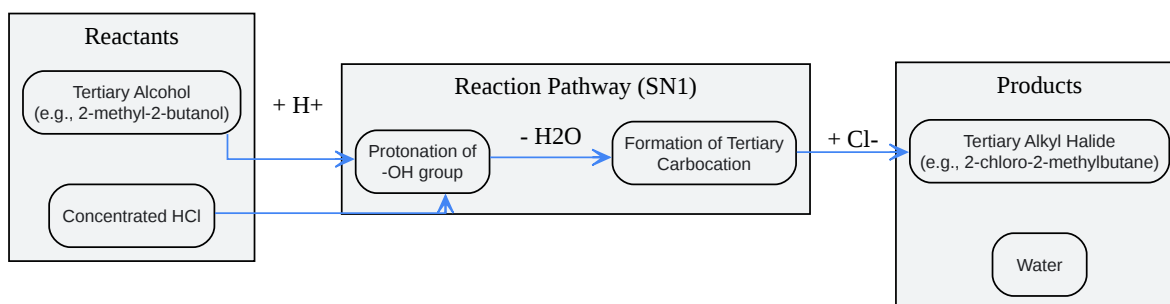 Reactants
Tertiary Alcohol
(e.g., 2-methyl-2-butanol)
Concentrated HCl
+ H+
Reaction Pathway (SN1)
Protonation of
-OH group
- H2O
Formation of Tertiary
Carbocation
+ Cl-
Products
Tertiary Alkyl Halide
(e.g., 2-chloro-2-methylbutane)
Water